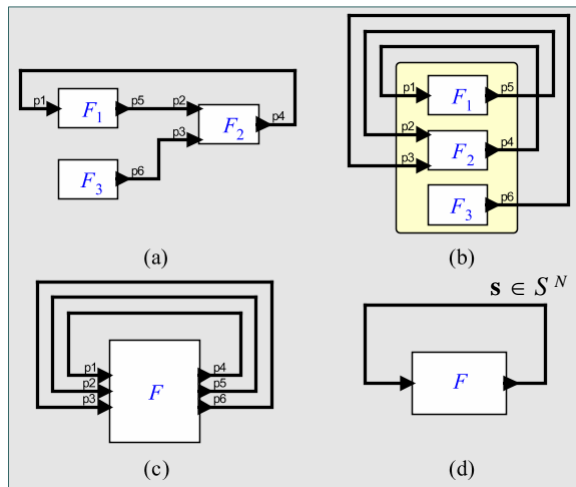 p1 F1 p5 p2 F2 p4
p3
F3 p6
(a)
p1 F1 p5
p2 F2 p4
p3
F3 p6
(b)
p1 p4
p2 F p5
p3 p6
(c)
s ∈ S^N
F
(d)